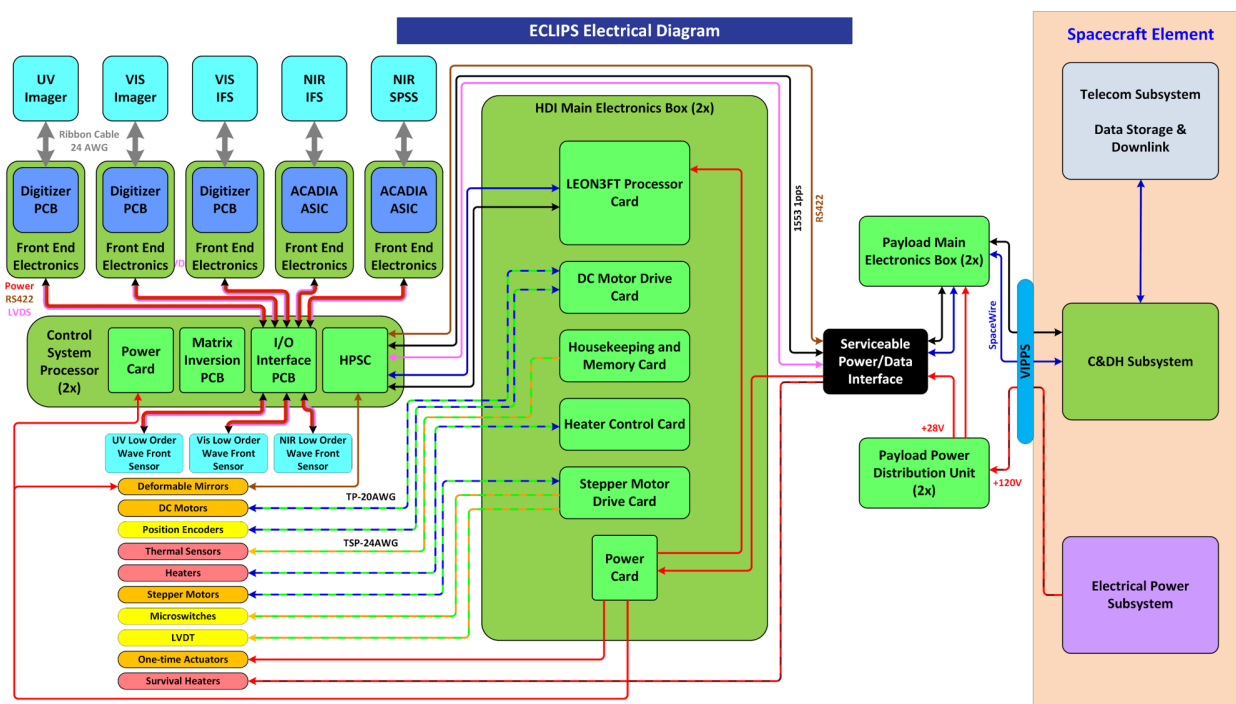 ECLIPS Electrical Diagram
Spacecraft Element
UV
Imager
VIS
Imager
VIS
IFS
NIR
IFS
NIR
SPSS
Ribbon Cable
24 AWG
Digitizer
PCB
Digitizer
PCB
Digitizer
PCB
ACADIA
ASIC
ACADIA
ASIC
Front End
Electronics
Front End
Electronics
Front End
Electronics
Front End
Electronics
Front End
Electronics
Power
RS422
LVDS
Control
System
Processor
(2x)
Power
Card
Matrix
Inversion
PCB
I/O
Interface
PCB
HPSC
UV Low Order
Wave Front
Sensor
Vis Low Order
Wave Front
Sensor
NIR Low Order
Wave Front
Sensor
Deformable Mirrors
DC Motors
Position Encoders
Thermal Sensors
Heaters
Stepper Motors
Microswitches
LVDT
One-time Actuators
Survival Heaters
TP-20AWG
TSP-24AWG
HDI Main Electronics Box (2x)
LEON3FT Processor
Card
DC Motor Drive
Card
Housekeeping and
Memory Card
Heater Control Card
Stepper Motor
Drive Card
Power
Card
1553 1pps
RS422
Serviceable
Power/Data
Interface
Payload Main
Electronics Box (2x)
SpaceWire
VIPPS
+28V
Payload Power
Distribution Unit
(2x)
+120V
Telecom Subsystem
Data Storage &
Downlink
C&DH Subsystem
Electrical Power
Subsystem